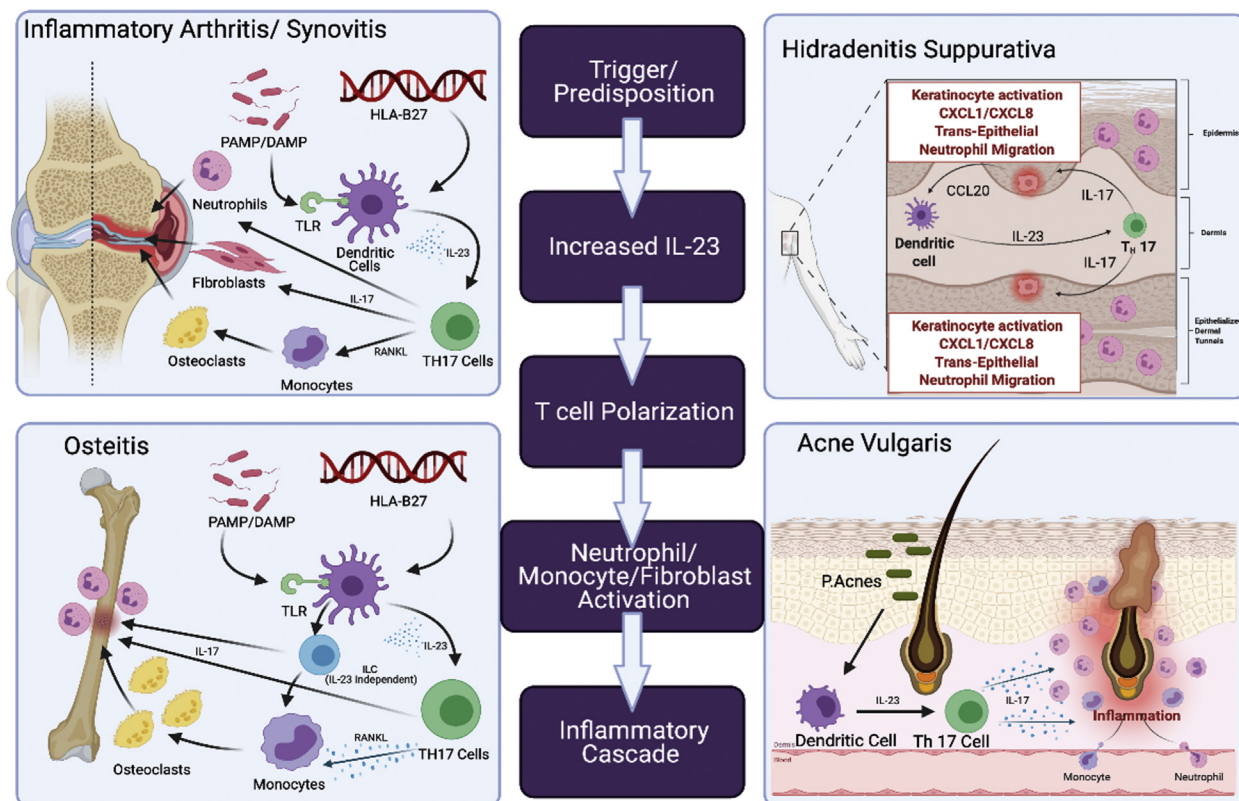 Inflammatory Arthritis/ Synovitis
PAMP/DAMP
HLA-B27
Neutrophils
TLR
Dendritic
Cells
IL-23
Fibroblasts
IL-17
Osteoclasts
RANKL
Monocytes
TH17 Cells
Trigger/
Predisposition
Increased IL-23
T cell Polarization
Neutrophil/
Monocyte/Fibroblast
Activation
Inflammatory
Cascade
Hidradenitis Suppurativa
Keratinocyte activation
CXCL1/CXCL8
Trans-Epithelial
Neutrophil Migration
Epidermis
CCL20
IL-17
Dendritic
cell
IL-23
TH 17
Dermis
IL-17
Keratinocyte activation
CXCL1/CXCL8
Trans-Epithelial
Neutrophil Migration
Epithelialized
Dermal
Tunnels
Osteitis
PAMP/DAMP
HLA-B27
TLR
IL-17
IL-23
ILC
(IL-23 Independent)
Osteoclasts
RANKL
Monocytes
TH17 Cells
Acne Vulgaris
P.Acnes
IL-23
IL-17
Dendritic Cell
Th 17 Cell
Inflammation
Dermis
Blood
Monocyte
Neutrophil